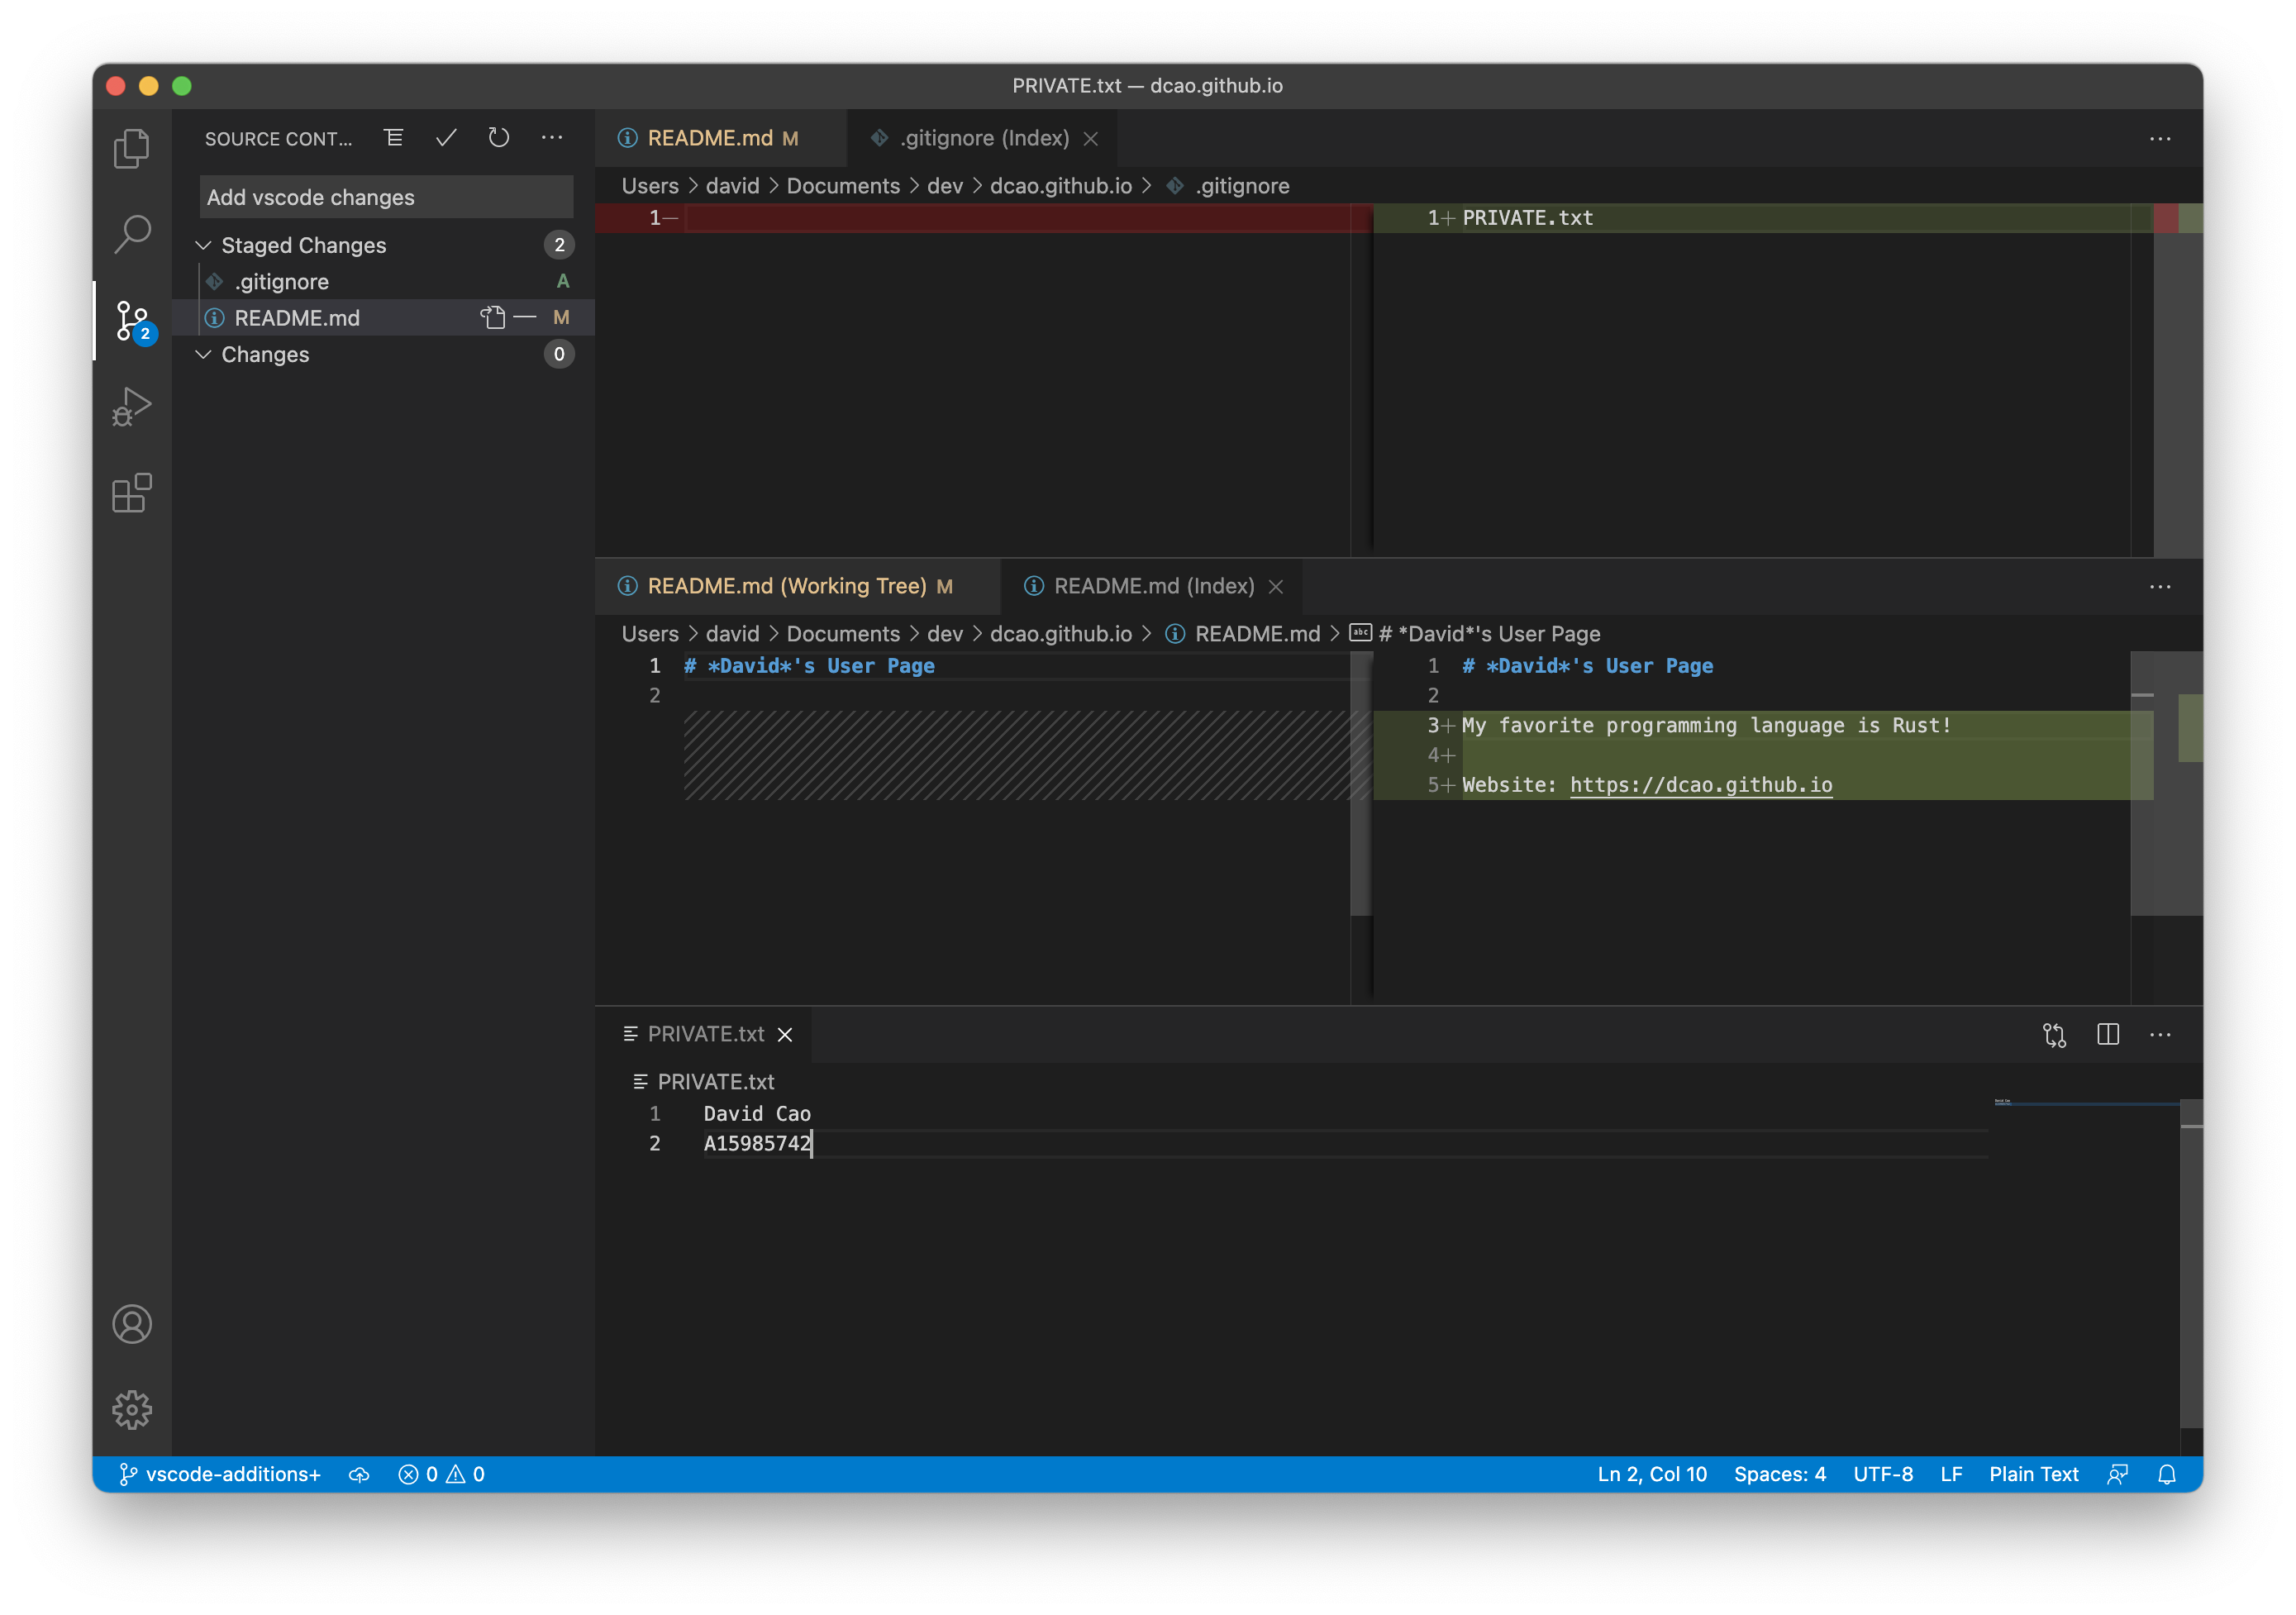 PRIVATE.txt — dcao.github.io
SOURCE CONT...
Add vscode changes
Staged Changes 2
.gitignore A
README.md M
Changes 0
2
README.md M
.gitignore (Index)
Users > david > Documents > dev > dcao.github.io > .gitignore
1—
1+ PRIVATE.txt
README.md (Working Tree) M
README.md (Index)
Users > david > Documents > dev > dcao.github.io > README.md > abc # *David*'s User Page
1 # *David*'s User Page
2
1 # *David*'s User Page
2
3+ My favorite programming language is Rust!
4+
5+ Website: https://dcao.github.io
PRIVATE.txt
PRIVATE.txt
1 David Cao
2 A15985742
vscode-additions+ 0 0 Ln 2, Col 10 Spaces: 4 UTF-8 LF Plain Text